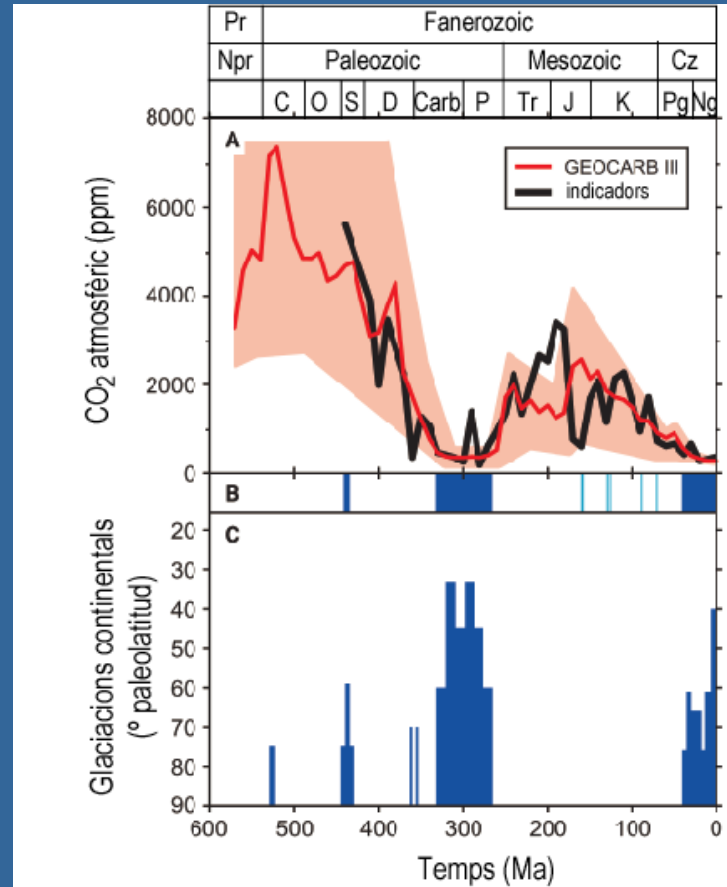 Pr Fanerozoic
Npr Paleozoic Mesozoic Cz
C O S D Carb P Tr J K Pg Ng
8000
A
GEOCARB III
indicadors
6000
CO2 atmosfèric (ppm)
4000
2000
0
B
C
Glaciacions continentals
(º paleolatitud)
20
30
40
50
60
70
80
90
600 500 400 300 200 100 0
Temps (Ma)